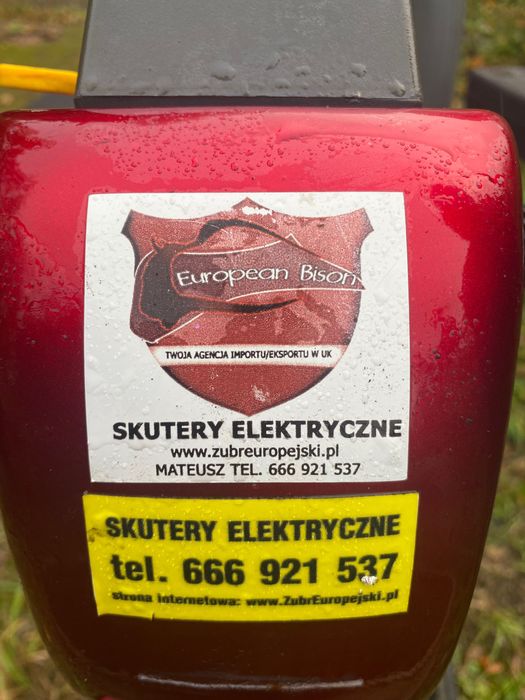 European Bison
TWOJA AGENCJA IMPORTU/EKSPORTU W UK
SKUTERY ELEKTRYCZNE
www.zubreuropejski.pl
MATEUSZ TEL. 666 921 537
SKUTERY ELEKTRYCZNE
tel. 666 921 537
strona internetowa: www.ZubrEuropejski.pl